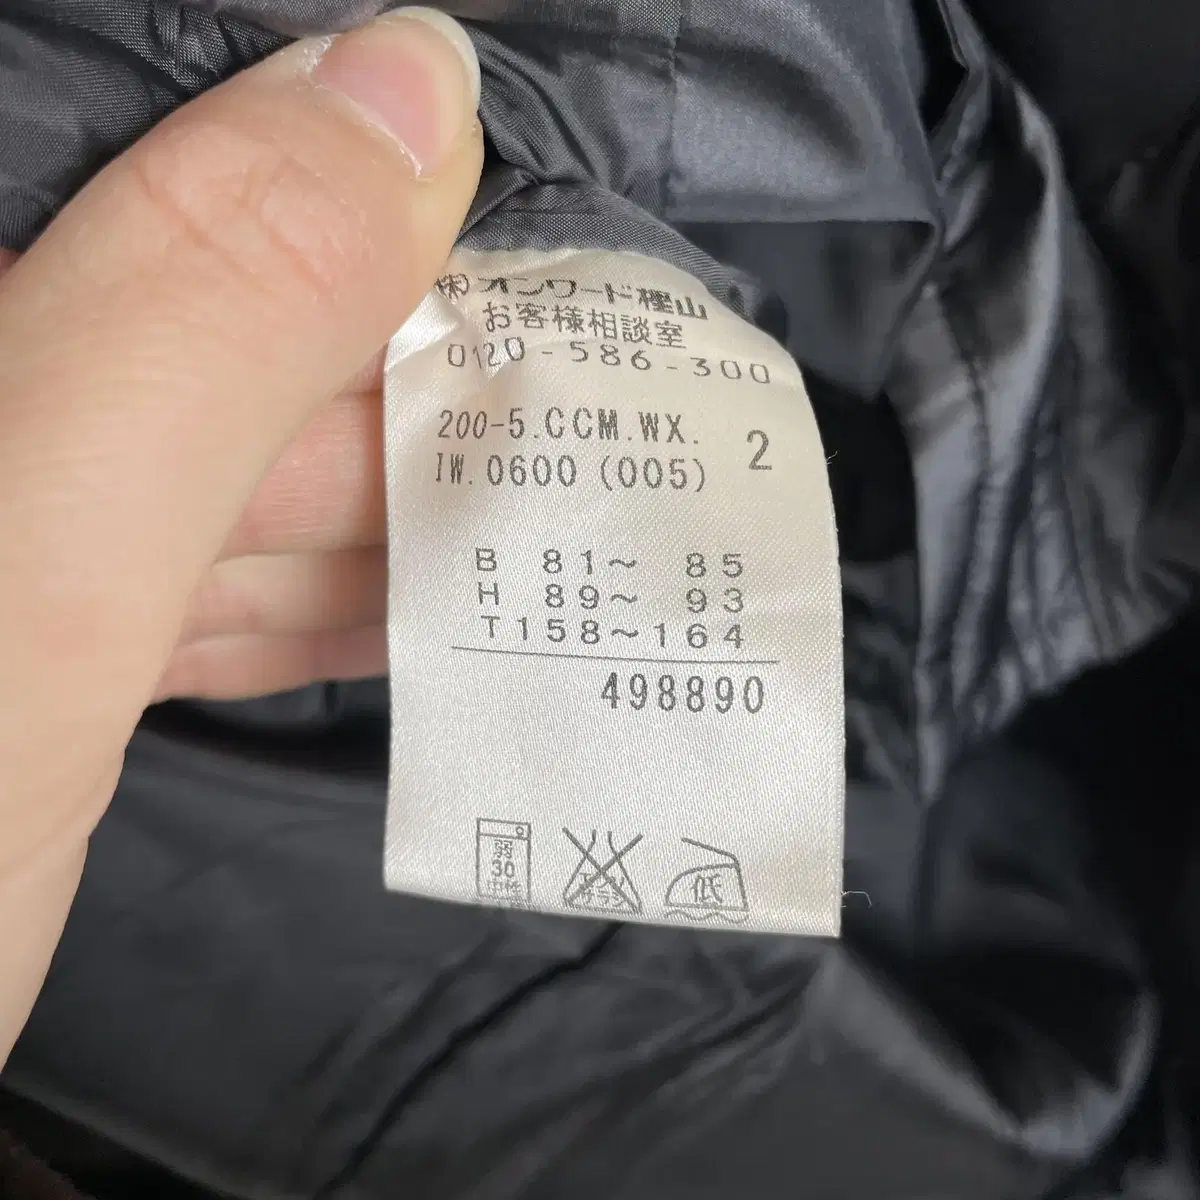 ㈱オンワード樫山
お客様相談室
0120-586-300
200-5.CCM.WX. 2
IW.0600 (005)
B 81～ 85
H 89～ 93
T158～164
498890
弱
30
中性
低